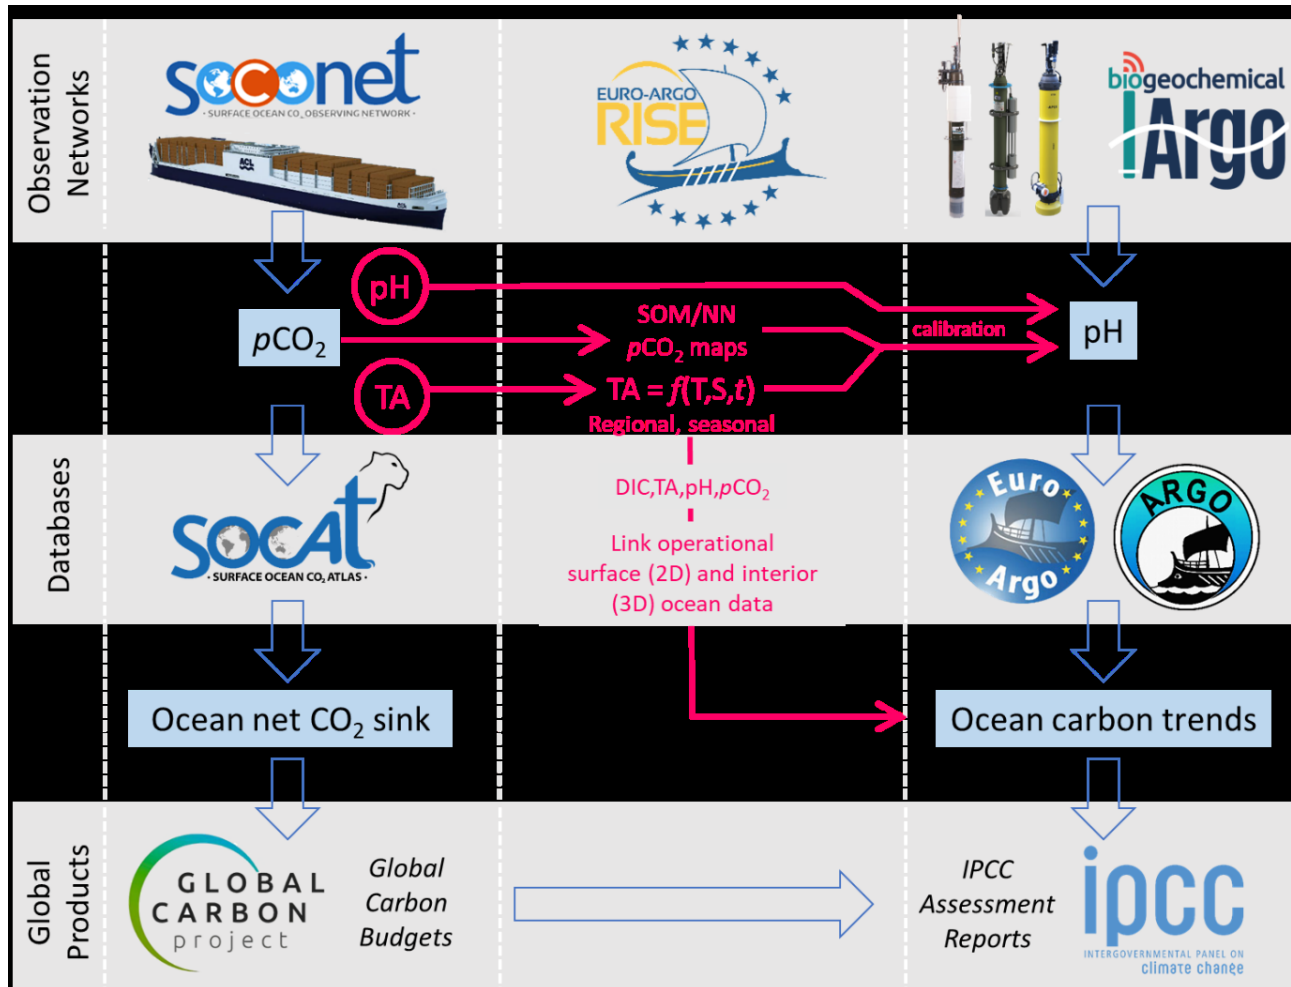 Observation
Networks
soconet
· SURFACE OCEAN CO₂ OBSERVING NETWORK ·
ACL
EURO-ARGO
RISE
biogeochemical
Argo
pH
pCO₂
SOM/NN
pCO₂ maps
calibration
pH
TA
TA = f(T,S,t)
Regional, seasonal
Databases
SOCAT
· SURFACE OCEAN CO₂ ATLAS ·
DIC,TA,pH,pCO₂
Link operational
surface (2D) and interior
(3D) ocean data
Euro
Argo
ARGO
Ocean net CO₂ sink
Ocean carbon trends
Global
Products
GLOBAL
CARBON
project
Global
Carbon
Budgets
IPCC
Assessment
Reports
ipcc
INTERGOVERNMENTAL PANEL ON
climate change